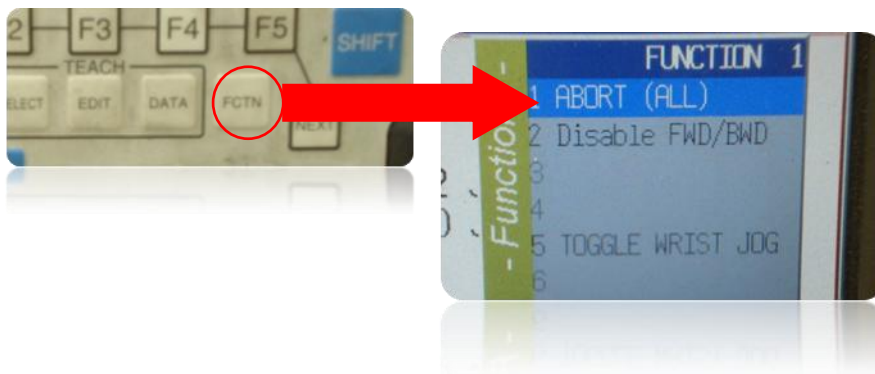 2 F3 F4 F5 SHIFT
TEACH
ELECT EDIT DATA FCTN
NEXT
- Function -
FUNCTION 1
1 ABORT (ALL)
2 Disable FWD/BWD
3
4
5 TOGGLE WRIST JOG
6